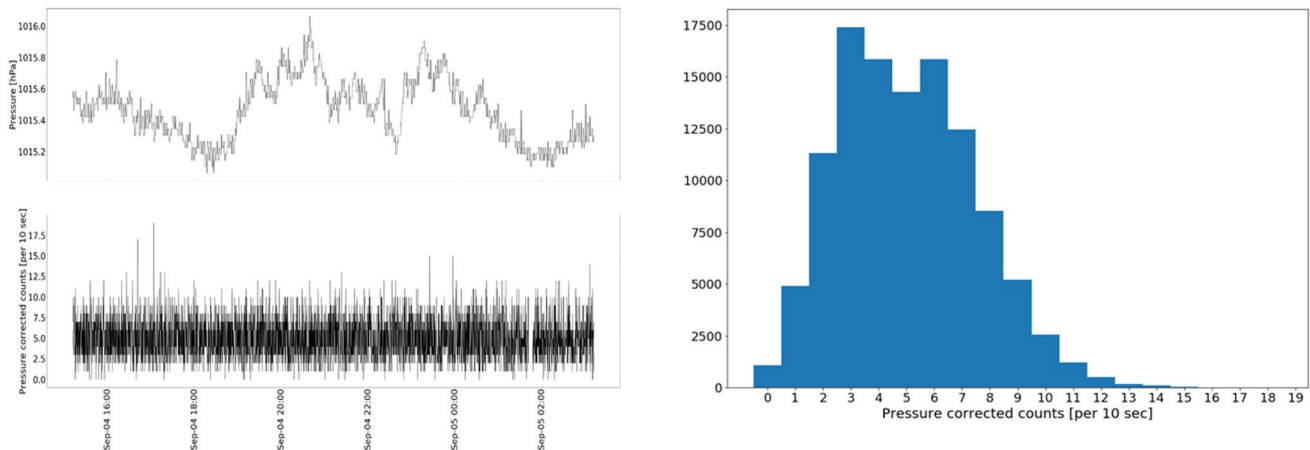 Pressure [hPa]
1016.0
1015.8
1015.6
1015.4
1015.2
Pressure corrected counts [per 10 sec]
17.5
15.0
12.5
10.0
7.5
5.0
2.5
0.0
Sep-04 16:00
Sep-04 18:00
Sep-04 20:00
Sep-04 22:00
Sep-05 00:00
Sep-05 02:00
17500
15000
12500
10000
7500
5000
2500
0
0 1 2 3 4 5 6 7 8 9 10 11 12 13 14 15 16 17 18 19
Pressure corrected counts [per 10 sec]